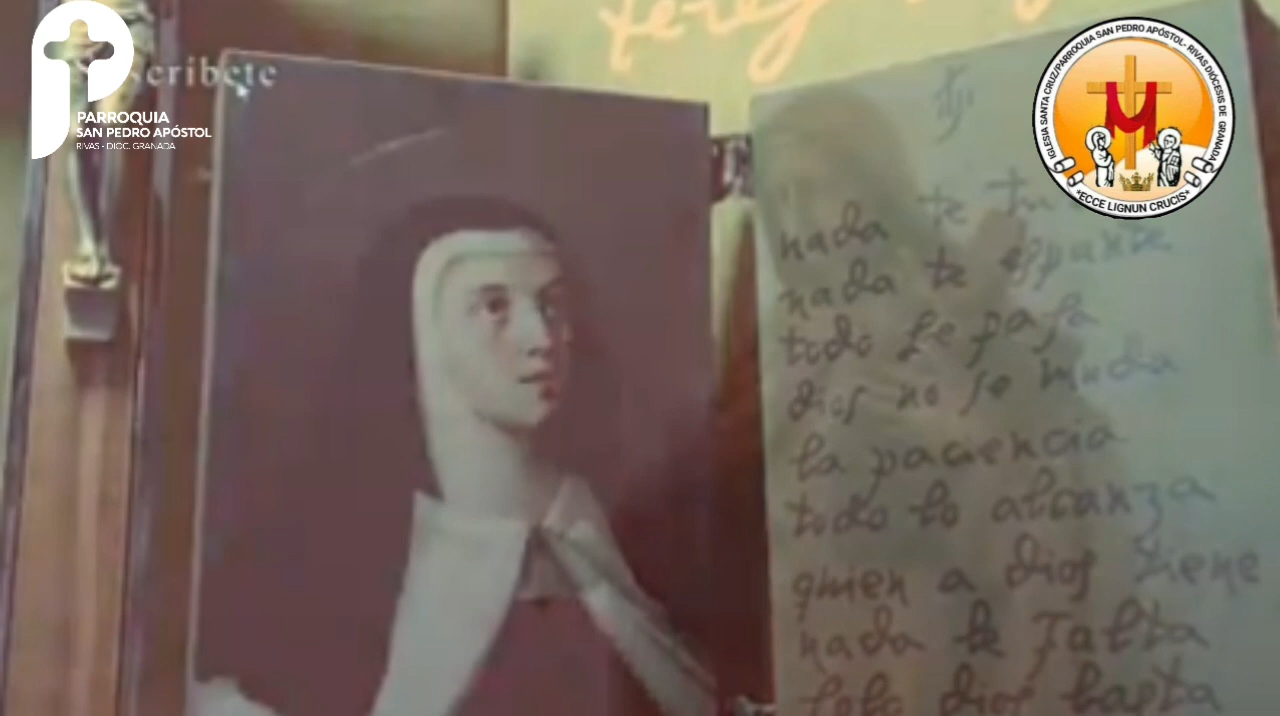 Suscribete
PARROQUIA
SAN PEDRO APÓSTOL
RIVAS - DIOC. GRANADA
IGLESIA SANTA CRUZ/PARROQUIA SAN PEDRO APÓSTOL- RIVAS DIÓCESIS DE GRANADA
*ECCE LIGNUN CRUCIS*
nada te tu
nada te espante
todo se pasa
dios no se muda
la paciencia
todo lo alcanza
quien a dios tiene
nada le falta
solo dios basta